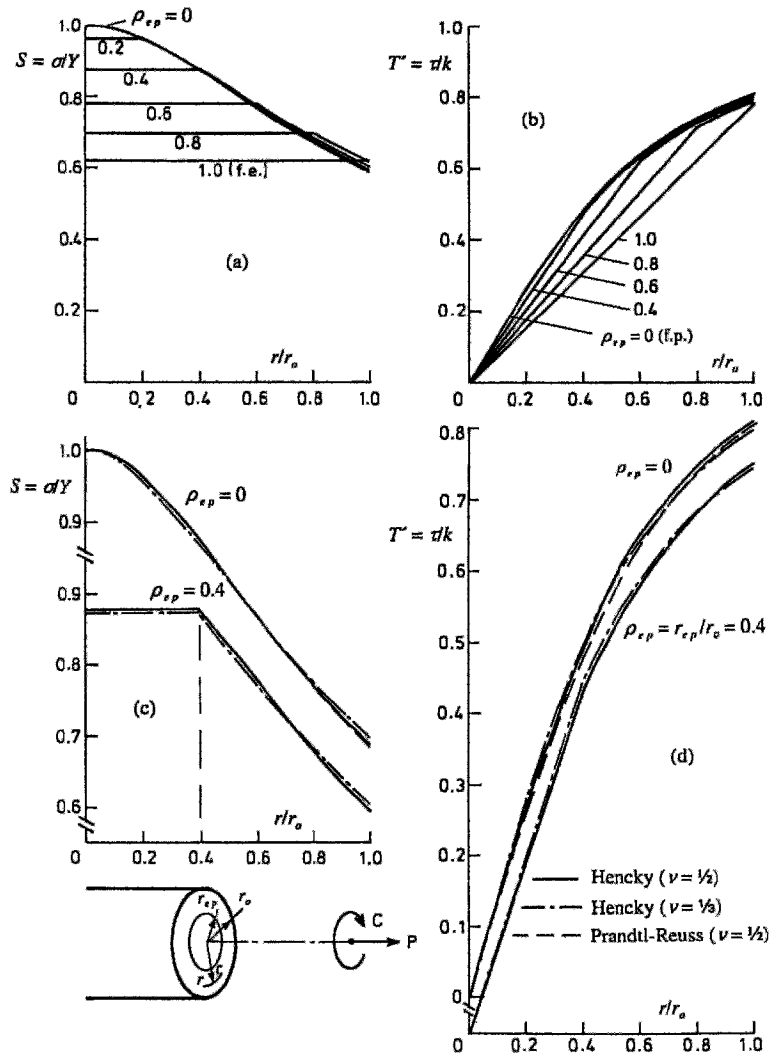 1.0
ρep = 0
S = σ/Y
0.2
0.4
0.8
0.6
0.8
0.6
1.0 (f.e.)
0.4
(a)
0.2
r/ro
0
0 0.2 0.4 0.6 0.8 1.0
1.0
T' = τ/k
0.8
(b)
0.6
0.4
1.0
0.8
0.6
0.4
0.2
ρep = 0 (f.p.)
r/ro
0
0.2 0.4 0.6 0.8 1.0
1.0
S = σ/Y
ρep = 0
0.9
0.9
ρep = 0.4
0.8
(c)
0.7
0.6
r/ro
0 0.2 0.4 0.6 0.8 1.0
0.8
ρep = 0
0.7
T' = τ/k
0.6
ρep = rep/ro = 0.4
0.5
0.4
(d)
0.3
0.2
Hencky (ν = ½)
Hencky (ν = ⅓)
Prandtl-Reuss (ν = ½)
0.1
0
r/ro
0 0.2 0.4 0.6 0.8 1.0
rep
ro
r
C
P